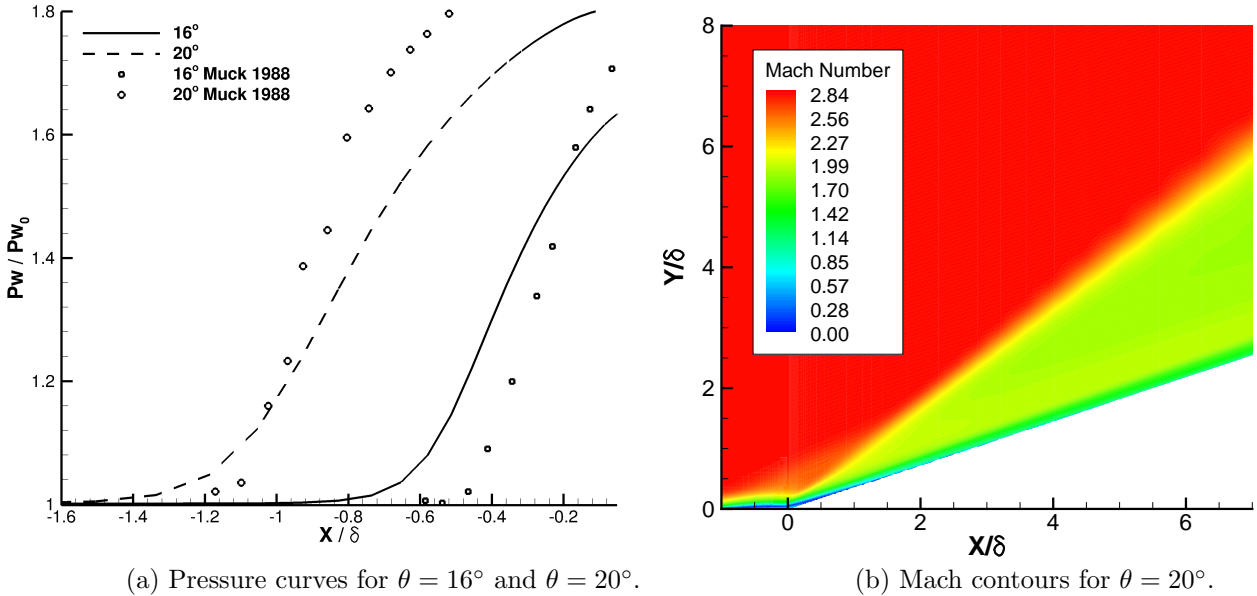 1.8
1.6
1.4
1.2
1
Pw / Pw₀
16°
20°
16° Muck 1988
20° Muck 1988
-1.6 -1.4 -1.2 -1 -0.8 -0.6 -0.4 -0.2
X / δ
(a) Pressure curves for θ = 16° and θ = 20°.
8
6
4
2
0
Y/δ
Mach Number
2.84
2.56
2.27
1.99
1.70
1.42
1.14
0.85
0.57
0.28
0.00
0 2 4 6
X/δ
(b) Mach contours for θ = 20°.